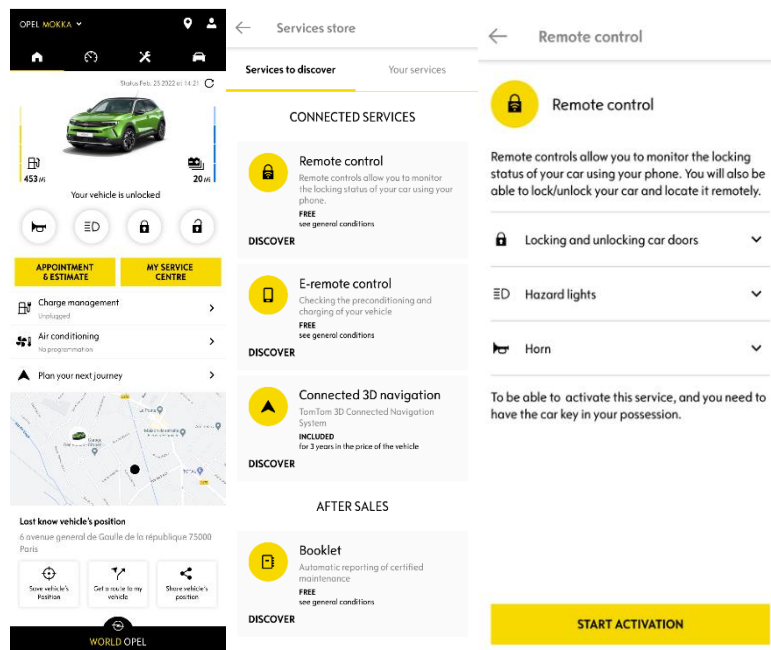 OPEL MOKKA
Status Feb. 25 2022 at 14:21
453 Mi
20 Mi
Your vehicle is unlocked
APPOINTMENT
& ESTIMATE
MY SERVICE
CENTRE
Charge management
Unplugged
Air conditioning
No programmation
Plan your next journey
Last know vehicle's position
6 avenue general de Gaulle de la république 75000
Paris
Save vehicle's
Position
Get a route to my
vehicle
Share vehicle's
position
WORLD OPEL
Services store
Services to discover
Your services
CONNECTED SERVICES
Remote control
Remote controls allow you to monitor
the locking status of your car using your
phone.
FREE
see general conditions
DISCOVER
E-remote control
Checking the preconditioning and
charging of your vehicle
FREE
see general conditions
DISCOVER
Connected 3D navigation
TomTom 3D Connected Navigation
System
INCLUDED
for 3 years in the price of the vehicle
DISCOVER
AFTER SALES
Booklet
Automatic reporting of certified
maintenance
FREE
see general conditions
DISCOVER
Remote control
Remote control
Remote controls allow you to monitor the locking
status of your car using your phone. You will also be
able to lock/unlock your car and locate it remotely.
Locking and unlocking car doors
Hazard lights
Horn
To be able to  activate this service, and you need to
have the car key in your possession.
START ACTIVATION